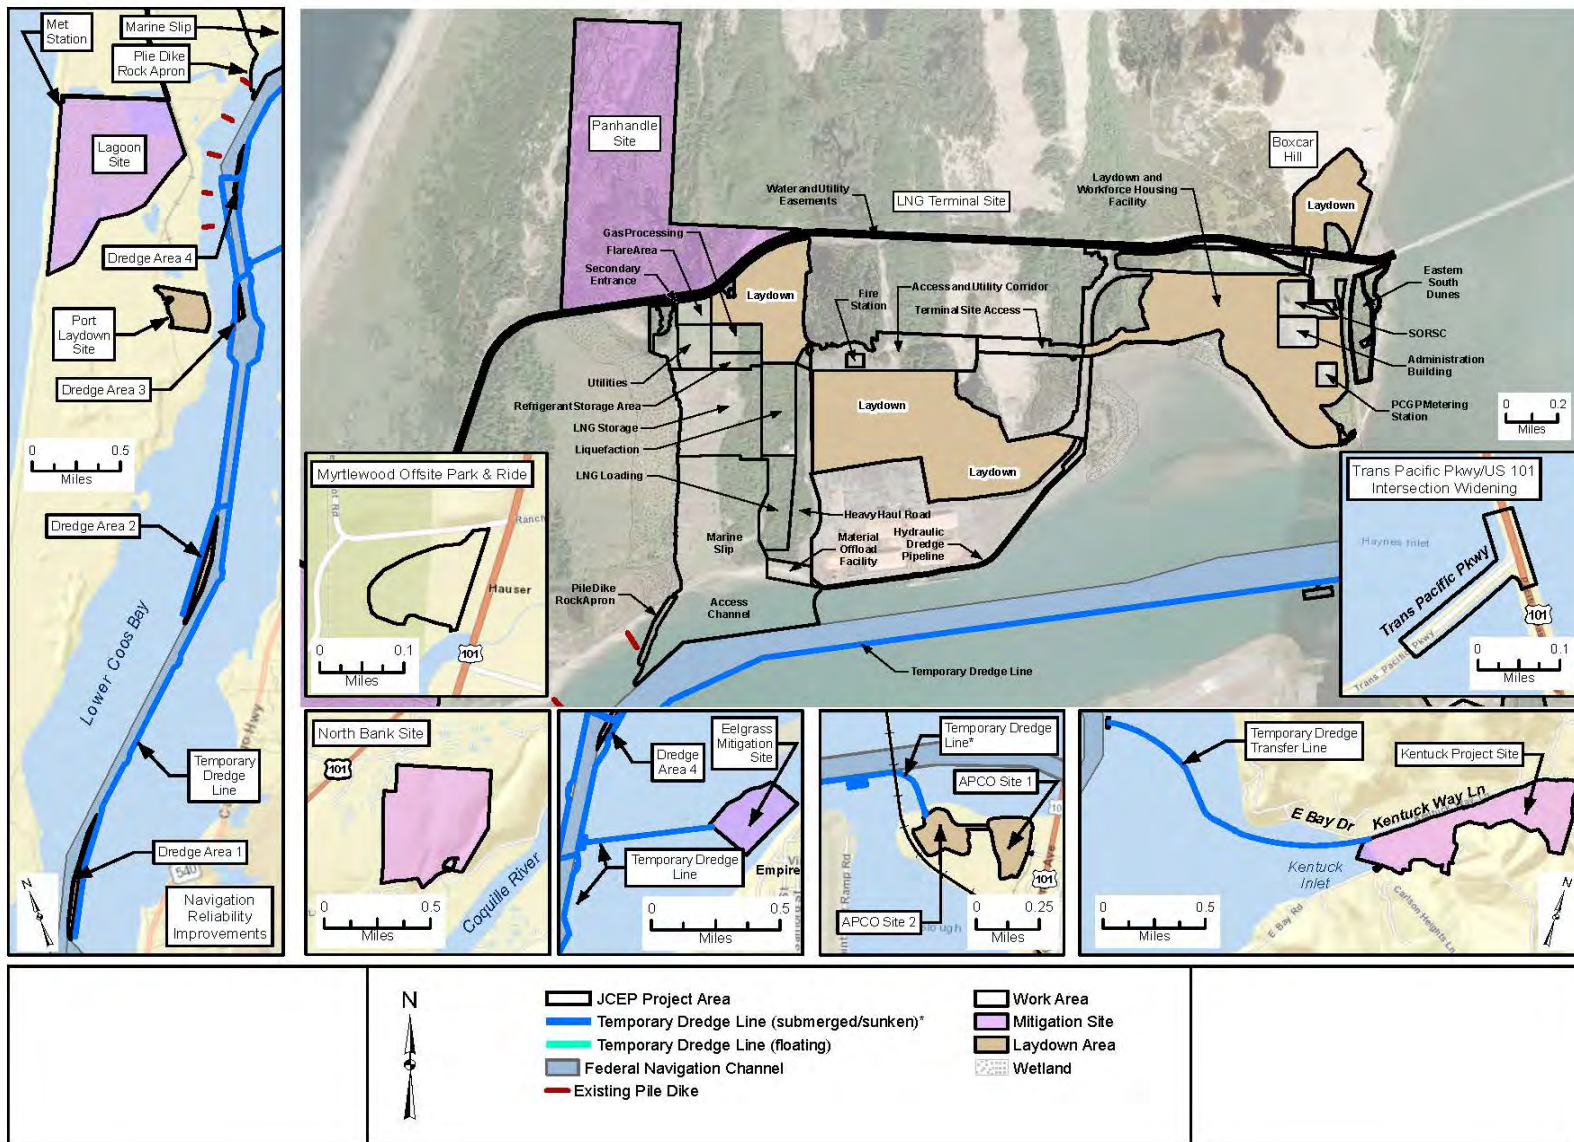 Met
Station
Marine Slip
Plie Dike
Rock Apron
Lagoon
Site
Dredge Area 4
Port
Laydown
Site
Dredge Area 3
0
0.5
Miles
Dredge Area 2
Lower Coos Bay
Temporary
Dredge
Line
Dredge Area 1
540
N
Navigation
Reliability
Improvements
Panhandle
Site
Boxcar
Hill
Laydown
Water and Utility
Easements
LNG Terminal Site
Laydown and
Workforce Housing
Facility
Gas Processing
Flare Area
Secondary
Entrance
Laydown
Fire
Station
Access and Utility Corridor
Terminal Site Access
Eastern
South
Dunes
SORSC
Administration
Building
PCGP Metering
Station
Utilities
Refrigerant Storage Area
LNG Storage
Liquefaction
LNG Loading
Laydown
Laydown
0
0.2
Miles
Heavy Haul Road
Marine
Slip
Material
Offload
Facility
Hydraulic
Dredge
Pipeline
Pile Dike
Rock Apron
Access
Channel
Temporary Dredge Line
Myrtlewood Offsite Park & Ride
Ranch
Hauser
101
0
0.1
Miles
Trans Pacific Pkwy/US 101
Intersection Widening
Haynes Inlet
Trans Pacific Pkwy
Trans Pacific Pkwy
101
0
0.1
Miles
North Bank Site
101
Coquille River
0
0.5
Miles
Dredge
Area 4
Eelgrass
Mitigation
Site
Temporary Dredge
Line
Empire
0
0.5
Miles
Temporary Dredge
Line*
APCO Site 1
101
APCO Site 2
0
0.25
Miles
Temporary Dredge
Transfer Line
Kentuck Project Site
E Bay Dr
Kentuck Way Ln
Kentuck
Inlet
E Bay Rd
Carlson Heights Ln
0
0.5
Miles
N
N
JCEP Project Area
Temporary Dredge Line (submerged/sunken)*
Temporary Dredge Line (floating)
Federal Navigation Channel
Existing Pile Dike
Work Area
Mitigation Site
Laydown Area
Wetland